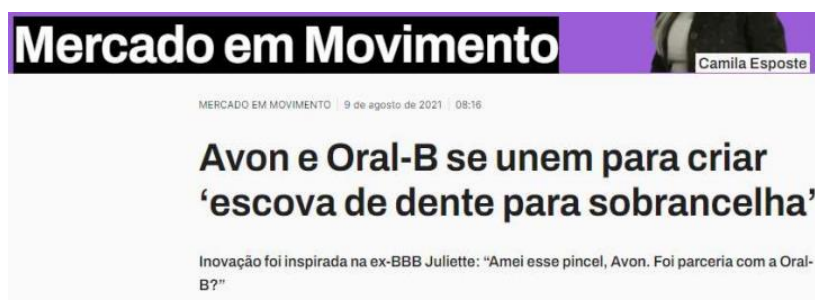 Mercado em Movimento
Camila Esposte
MERCADO EM MOVIMENTO | 9 de agosto de 2021 | 08:16
Avon e Oral-B se unem para criar
‘escova de dente para sobrancelha’
Inovação foi inspirada na ex-BBB Juliette: “Amei esse pincel, Avon. Foi parceria com a Oral-
B?”